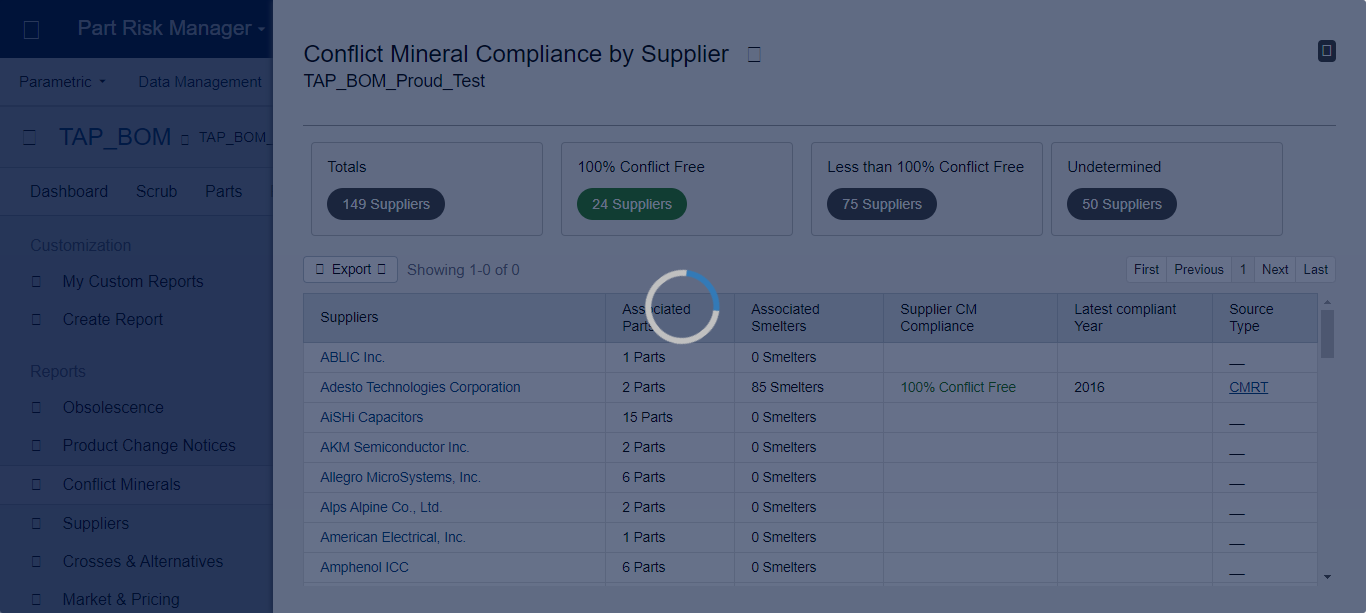 Part Risk Manager
Parametric
Data Management
TAP_BOM
TAP_BOM_
Dashboard
Scrub
Parts
Customization
My Custom Reports
Create Report
Reports
Obsolescence
Product Change Notices
Conflict Minerals
Suppliers
Crosses & Alternatives
Market & Pricing
Conflict Mineral Compliance by Supplier
TAP_BOM_Proud_Test
Totals
149 Suppliers
100% Conflict Free
24 Suppliers
Less than 100% Conflict Free
75 Suppliers
Undetermined
50 Suppliers
Export
Showing 1-0 of 0
First Previous 1 Next Last
Suppliers
Associated
Parts
Associated
Smelters
Supplier CM
Compliance
Latest compliant
Year
Source
Type
ABLIC Inc. 1 Parts 0 Smelters __
Adesto Technologies Corporation 2 Parts 85 Smelters 100% Conflict Free 2016 CMRT
AiSHi Capacitors 15 Parts 0 Smelters __
AKM Semiconductor Inc. 2 Parts 0 Smelters __
Allegro MicroSystems, Inc. 6 Parts 0 Smelters __
Alps Alpine Co., Ltd. 2 Parts 0 Smelters __
American Electrical, Inc. 1 Parts 0 Smelters __
Amphenol ICC 6 Parts 0 Smelters __